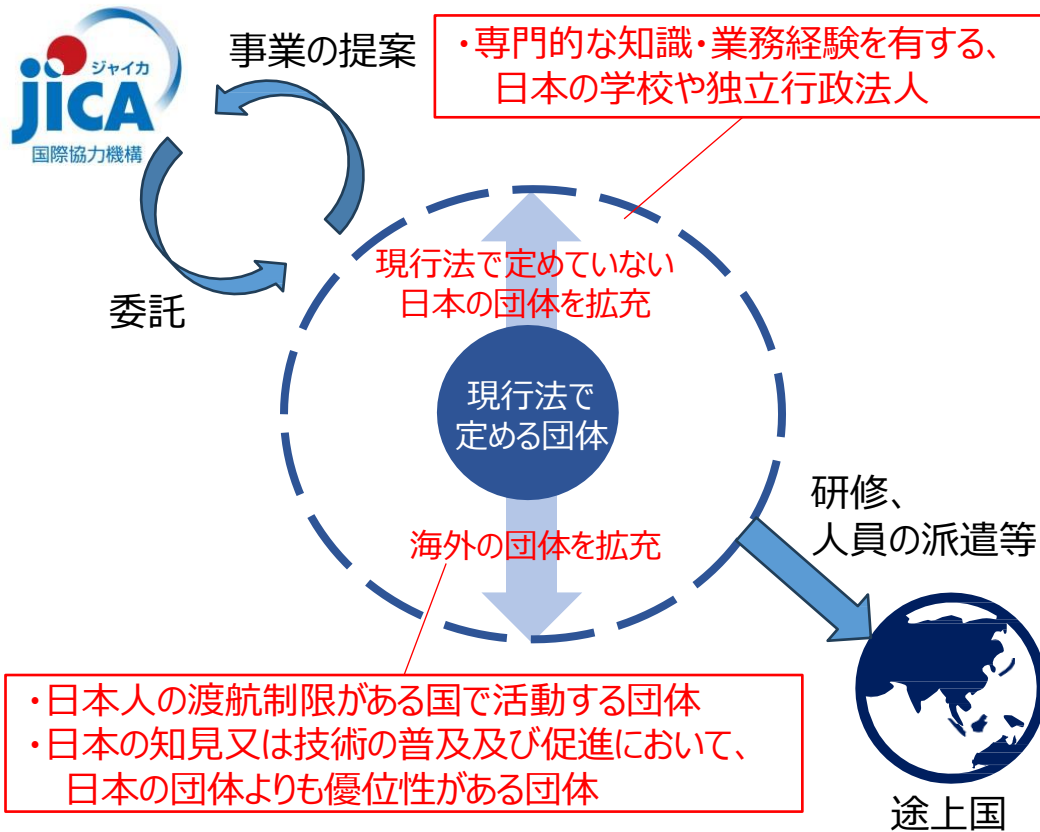 ジャイカ
JICA
国際協力機構
事業の提案
・専門的な知識・業務経験を有する、
日本の学校や独立行政法人
委託
現行法で定めていない
日本の団体を拡充
現行法で
定める団体
海外の団体を拡充
研修、
人員の派遣等
・日本人の渡航制限がある国で活動する団体
・日本の知見又は技術の普及及び促進において、
日本の団体よりも優位性がある団体
途上国